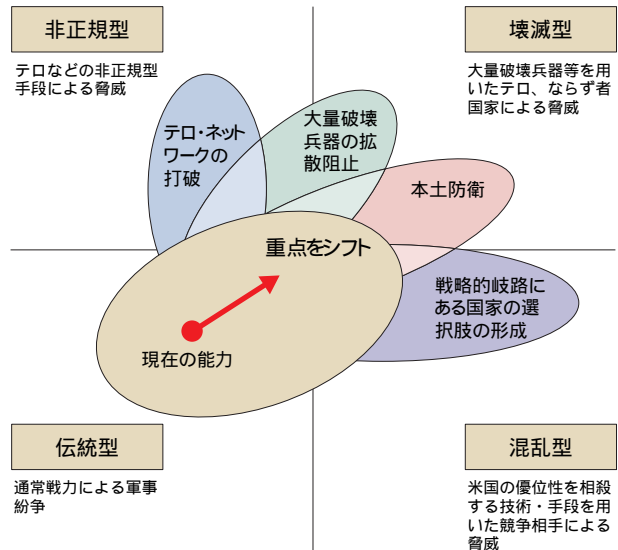 非正規型
テロなどの非正規型
手段による脅威
壊滅型
大量破壊兵器等を用
いたテロ、ならず者
国家による脅威
テロ・ネット
ワークの
打破
大量破壊
兵器の拡
散阻止
本土防衛
重点をシフト
戦略的岐路に
ある国家の選
択肢の形成
現在の能力
伝統型
通常戦力による軍事
紛争
混乱型
米国の優位性を相殺
する技術・手段を用
いた競争相手による
脅威